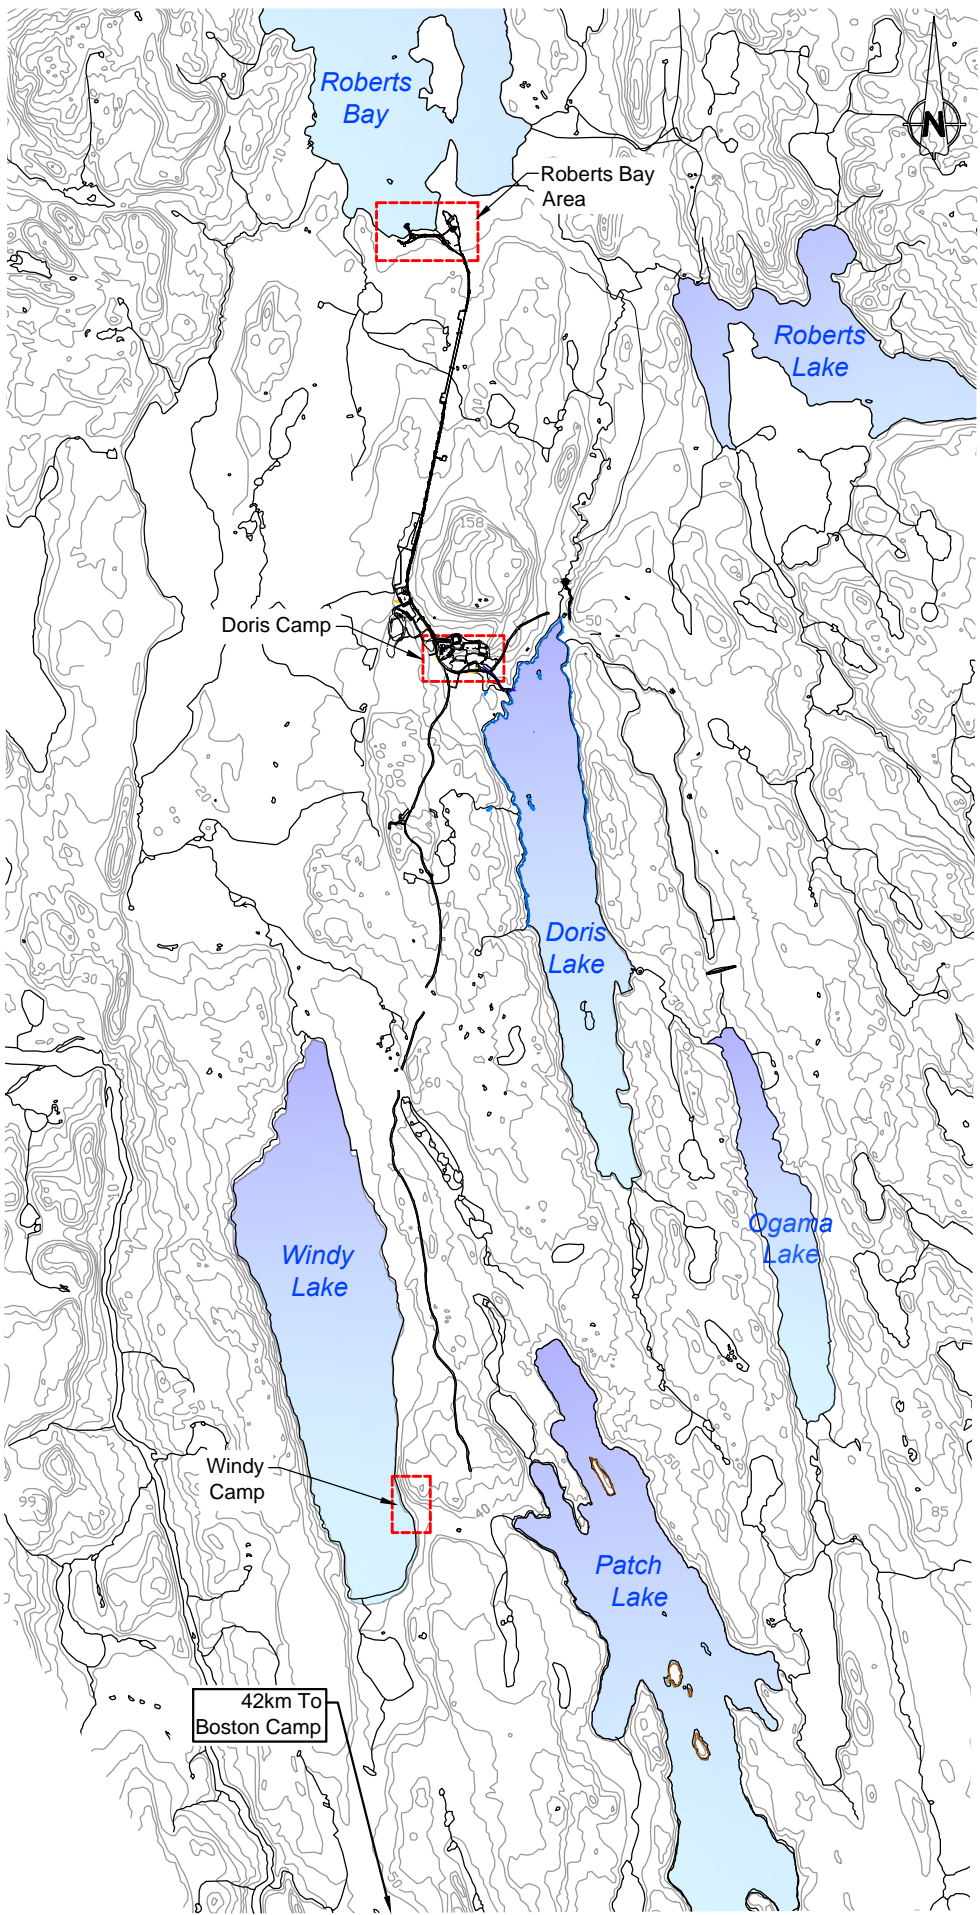 Roberts
Bay
N
Roberts Bay
Area
Roberts
Lake
158
Doris Camp
50
50
Doris
Lake
30
30
60
Ogama
Lake
Windy
Lake
Windy
Camp
99
40
85
Patch
Lake
42km To
Boston Camp